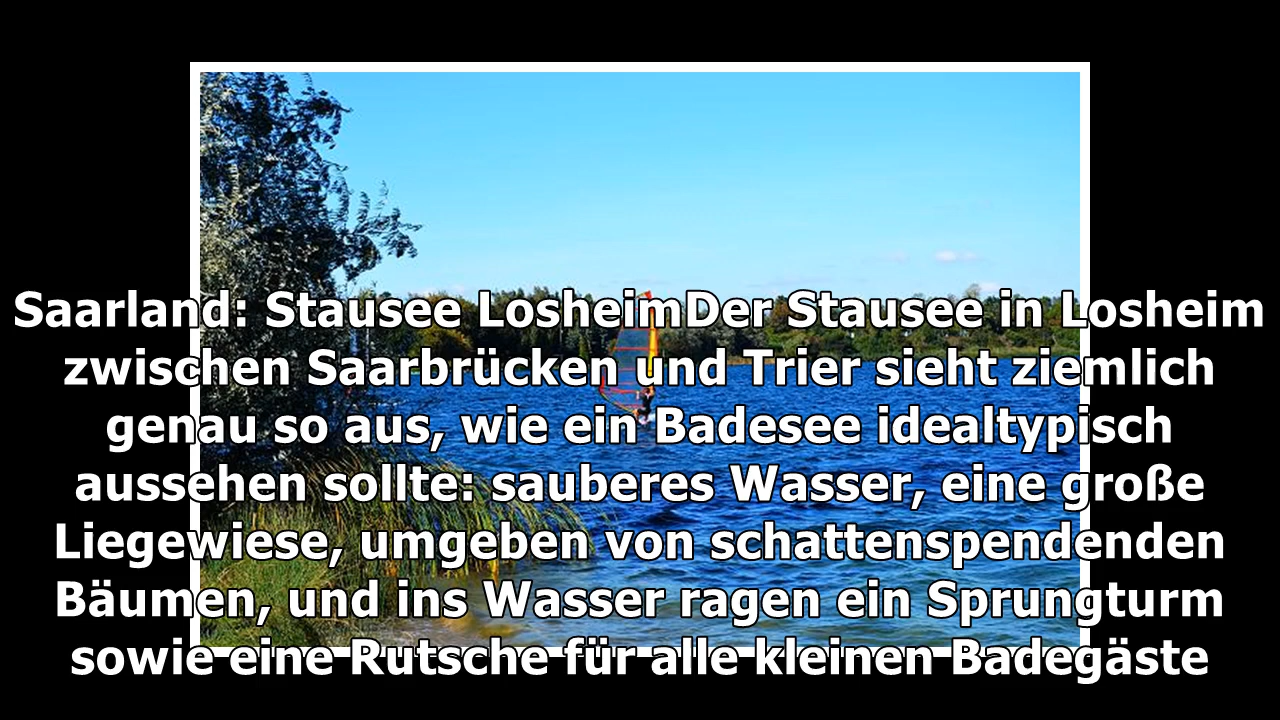 Saarland: Stausee LosheimDer Stausee in Losheim
zwischen Saarbrücken und Trier sieht ziemlich
genau so aus, wie ein Badesee idealtypisch
aussehen sollte: sauberes Wasser, eine große
Liegewiese, umgeben von schattenspendenden
Bäumen, und ins Wasser ragen ein Sprungturm
sowie eine Rutsche für alle kleinen Badegäste